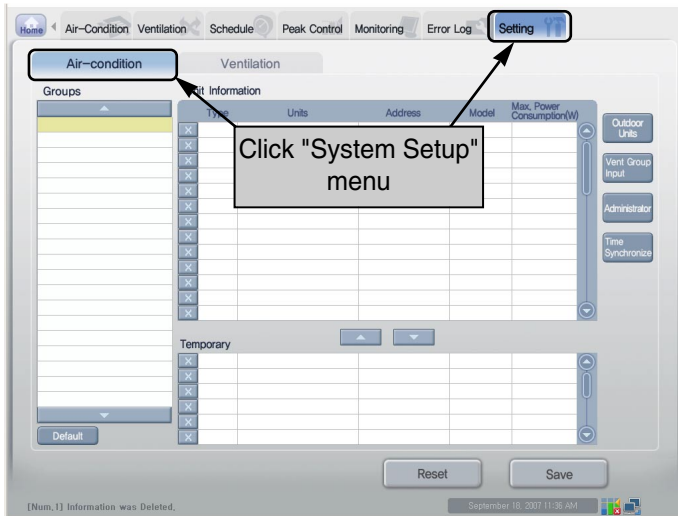 Home Air-Condition Ventilation Schedule Peak Control Monitoring Error Log Setting
Air-condition Ventilation
Groups
Unit Information
Type Units Address Model Max. Power Consumption(W)
Click "System Setup"
menu
Outdoor
Units
Vent Group
Input
Administrator
Time
Synchronize
Temporary
Default
Reset Save
[Num,1] Information was Deleted.
September 18, 2007 11:36 AM